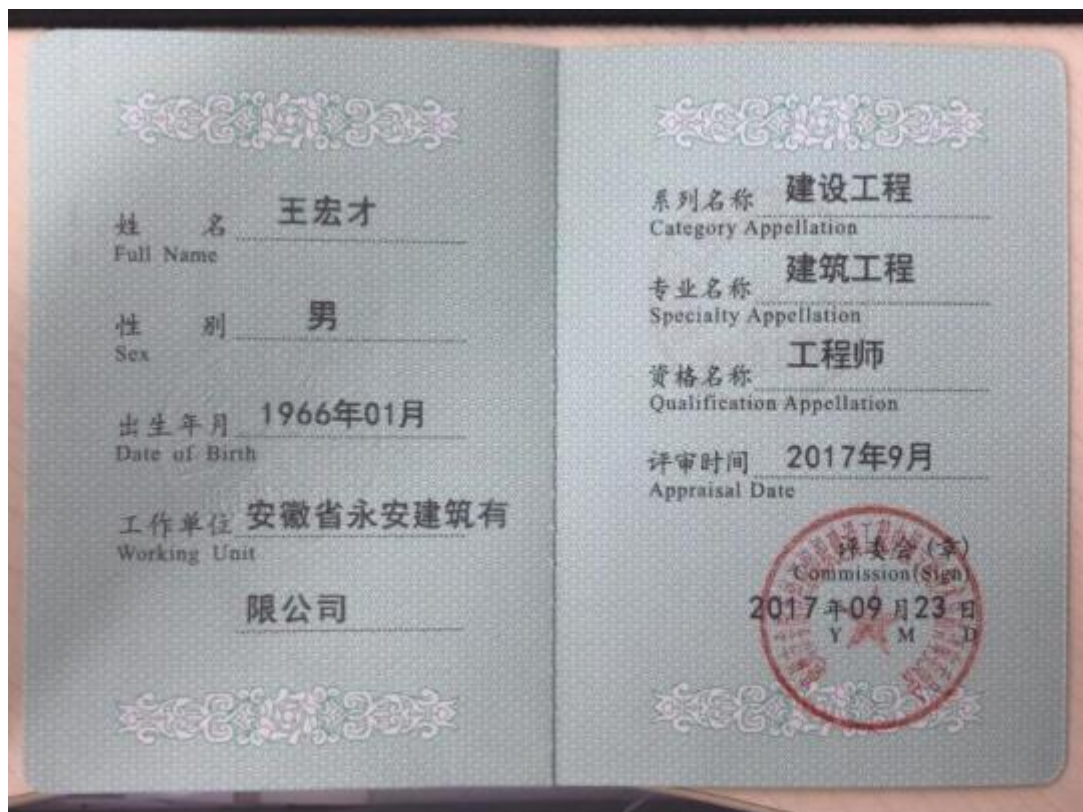 姓 名 王宏才
Full Name
性 别 男
Sex
出生年月 1966年01月
Date of Birth
工作单位 安徽省永安建筑有
Working Unit
限公司
系列名称 建设工程
Category Appellation
专业名称 建筑工程
Specialty Appellation
资格名称 工程师
Qualification Appellation
评审时间 2017年9月
Appraisal Date
评委会(章)
Commission(Sign)
2017年09月23日
Y M D